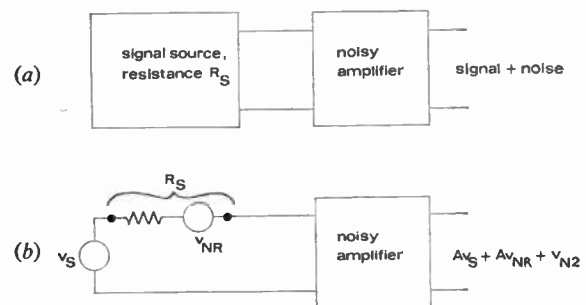 (a)
signal source,
resistance R_S
noisy
amplifier
signal + noise
(b)
R_S
v_S
v_NR
noisy
amplifier
Av_S + Av_NR + v_N2